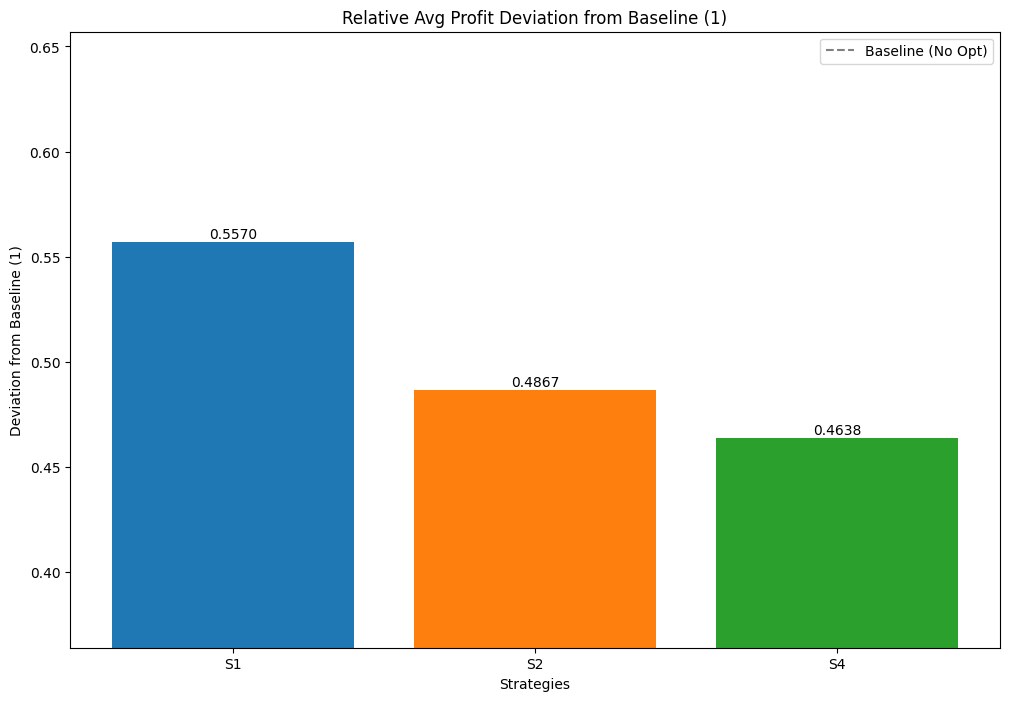 Relative Avg Profit Deviation from Baseline (1)
Baseline (No Opt)
Deviation from Baseline (1)
0.65
0.60
0.55
0.50
0.45
0.40
0.5570
0.4867
0.4638
S1
S2
S4
Strategies